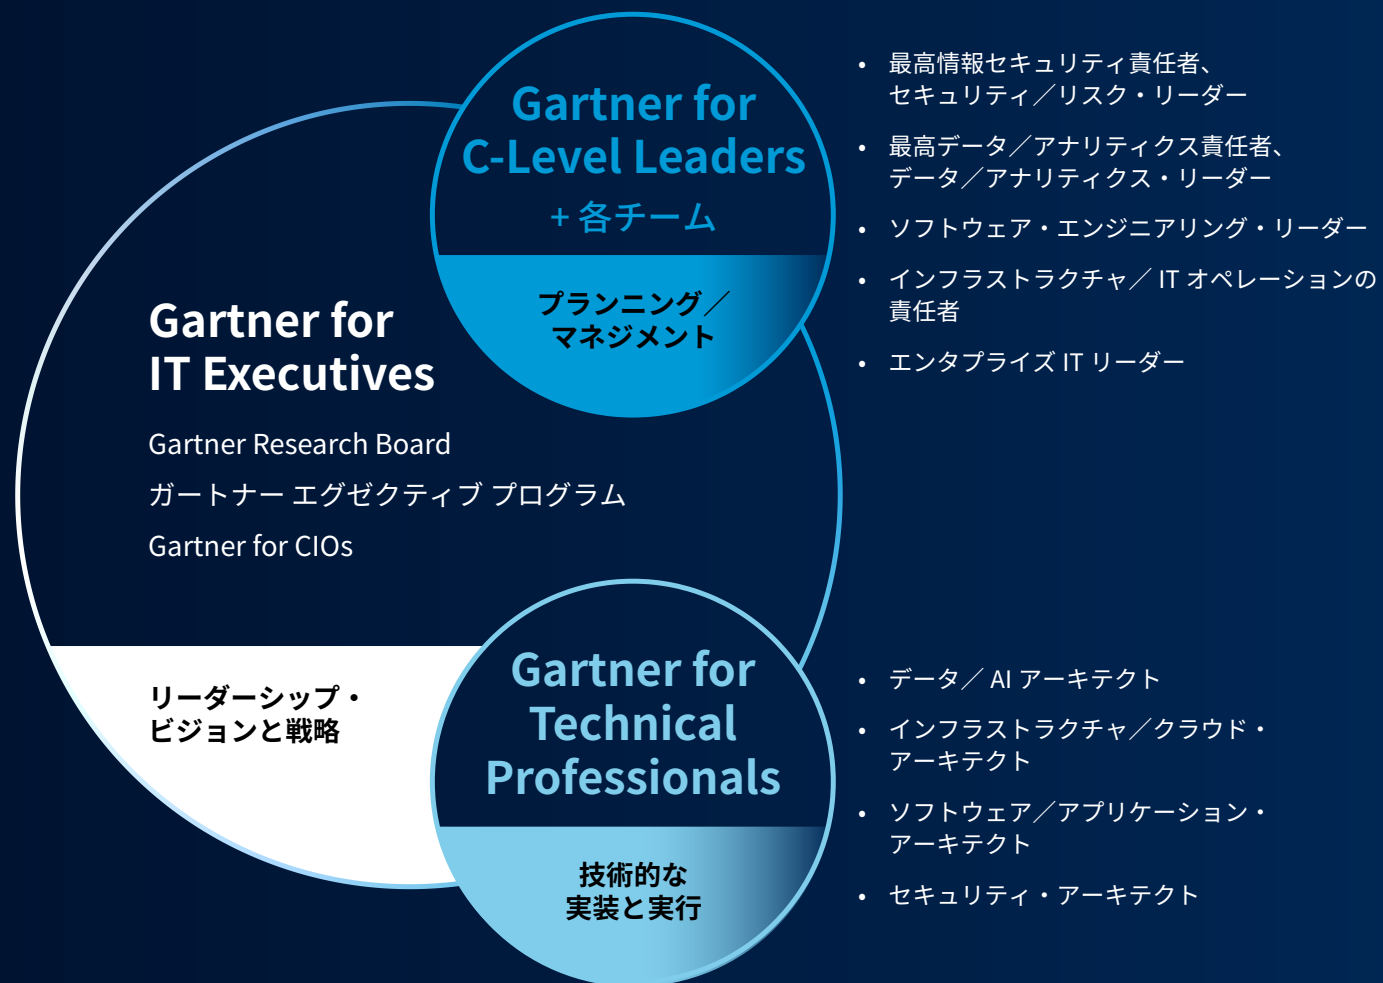 Gartner for
C-Level Leaders
+ 各チーム
プランニング／
マネジメント
• 最高情報セキュリティ責任者、
セキュリティ／リスク・リーダー
• 最高データ／アナリティクス責任者、
データ／アナリティクス・リーダー
• ソフトウェア・エンジニアリング・リーダー
• インフラストラクチャ／ IT オペレーションの
責任者
• エンタプライズ IT リーダー
Gartner for
IT Executives
Gartner Research Board
ガートナー エグゼクティブ プログラム
Gartner for CIOs
リーダーシップ・
ビジョンと戦略
Gartner for
Technical
Professionals
技術的な
実装と実行
• データ／ AI アーキテクト
• インフラストラクチャ／クラウド・
アーキテクト
• ソフトウェア／アプリケーション・
アーキテクト
• セキュリティ・アーキテクト